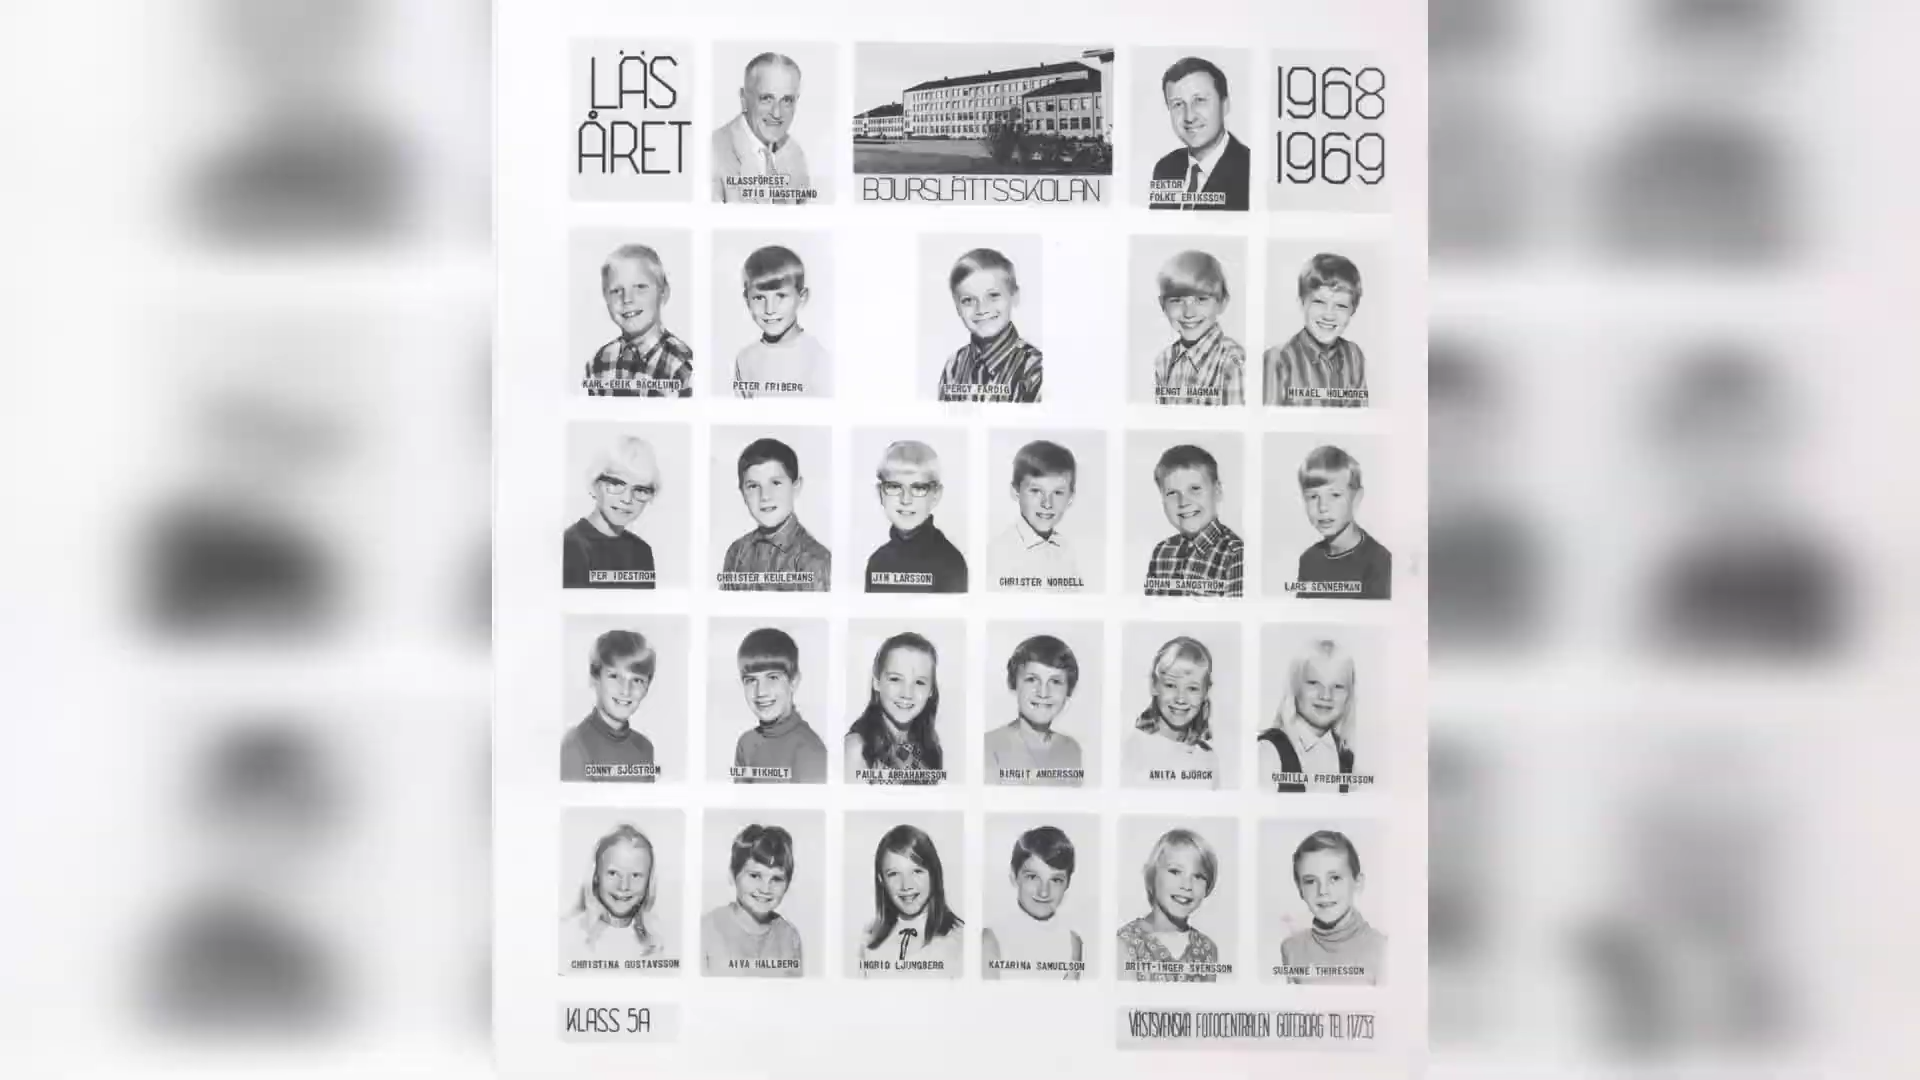 LÄS
ÅRET
KLASSFÖREST.
STIG HAGSTRAND
BJURSLÄTTSSKOLAN
REKTOR
FOLKE ERIKSSON
1968
1969
KARL-ERIK BÄCKLUND
PETER FRIBERG
PERCY FÄRDIG
BENGT HAGMAN
MIKAEL HOLMGREN
PER IDESTRÖM
CHRISTER KEULEMANS
JIM LARSSON
CHRISTER NORDELL
JOHAN SANDSTRÖM
LARS SENNERMAN
CONNY SJÖSTRÖM
ULF WIKHOLT
PAULA ABRAHAMSSON
BIRGIT ANDERSSON
ANITA BJÖRCK
GUNILLA FREDRIKSSON
CHRISTINA GUSTAVSSON
AIVA HALLBERG
INGRID LJUNGBERG
KATARINA SAMUELSON
BRITT-INGER SVENSSON
SUSANNE THORESSON
KLASS 5A
VÄSTSVENSKA FOTOCENTRALEN GÖTEBORG TEL 117753